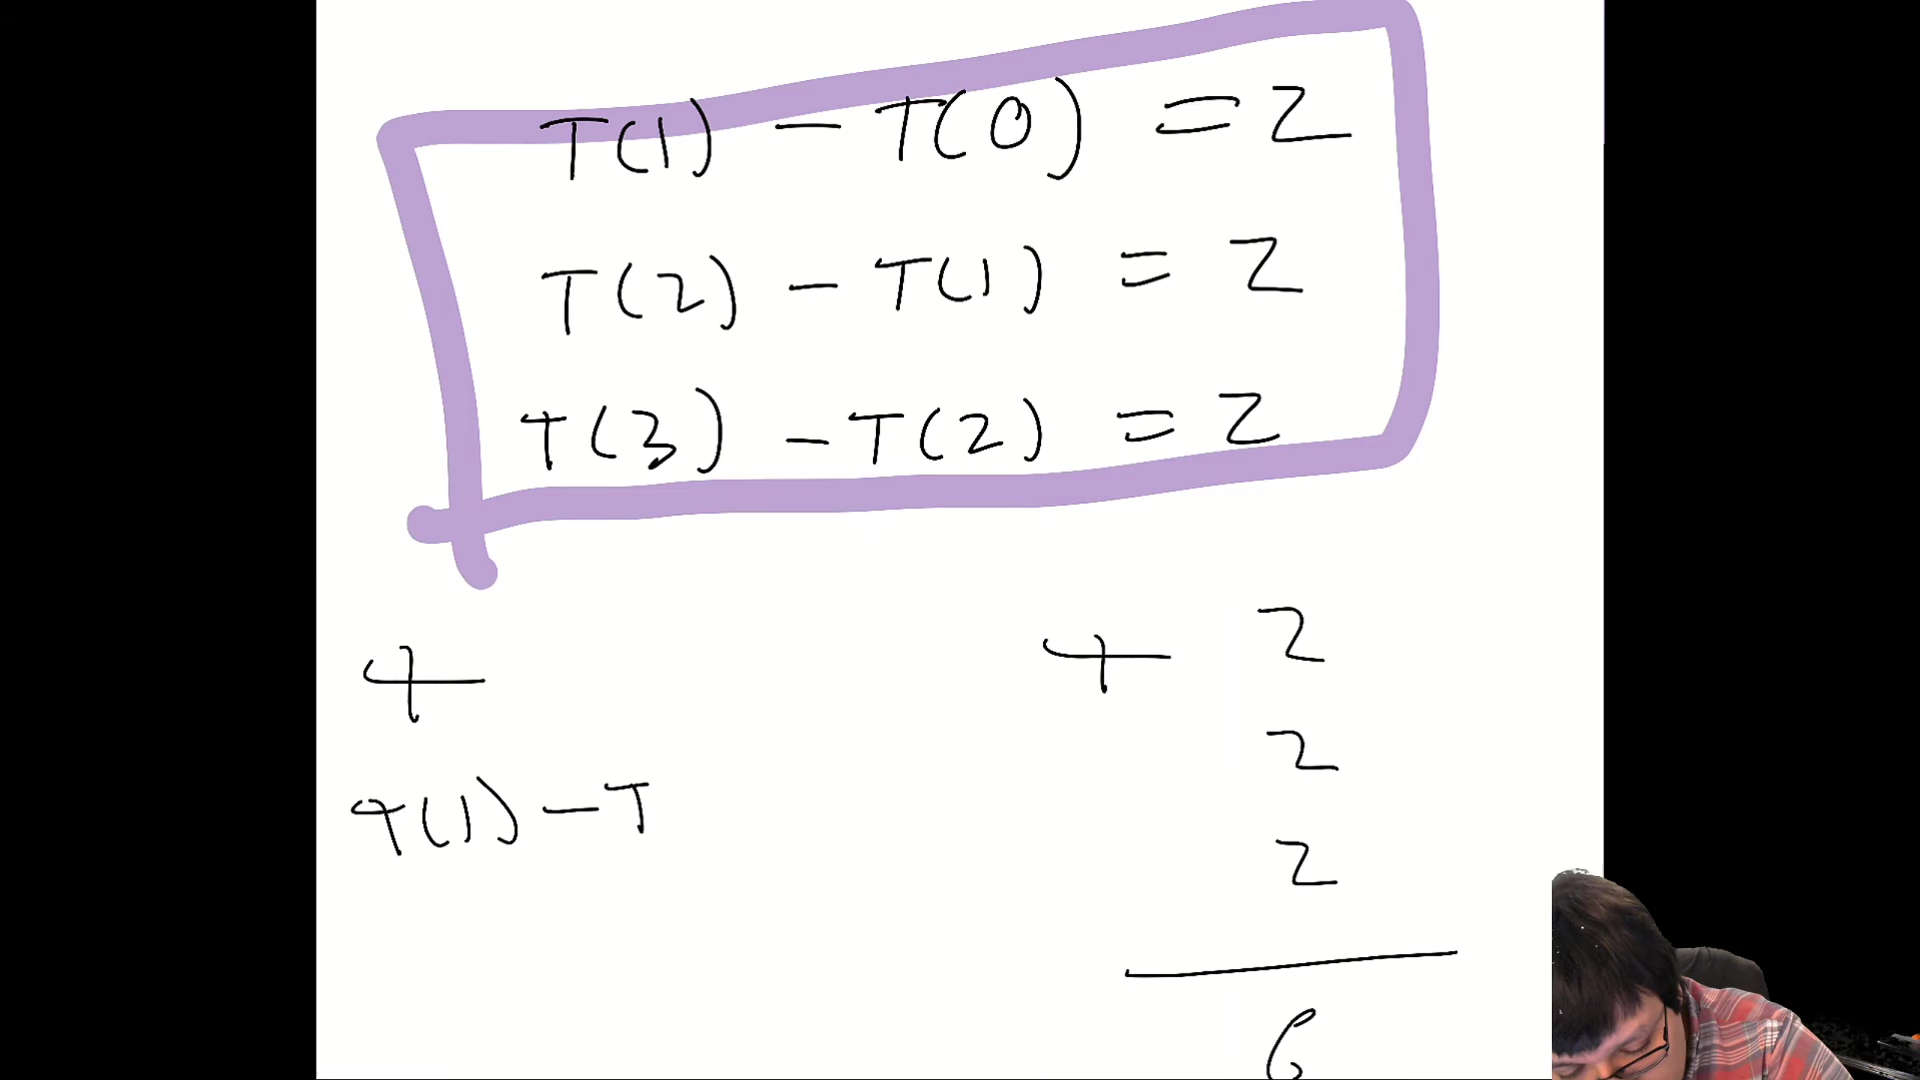 T(1) - T(0) = 2
T(2) - T(1) = 2
T(3) - T(2) = 2
+
+ 2
2
T(1) - T
2
6